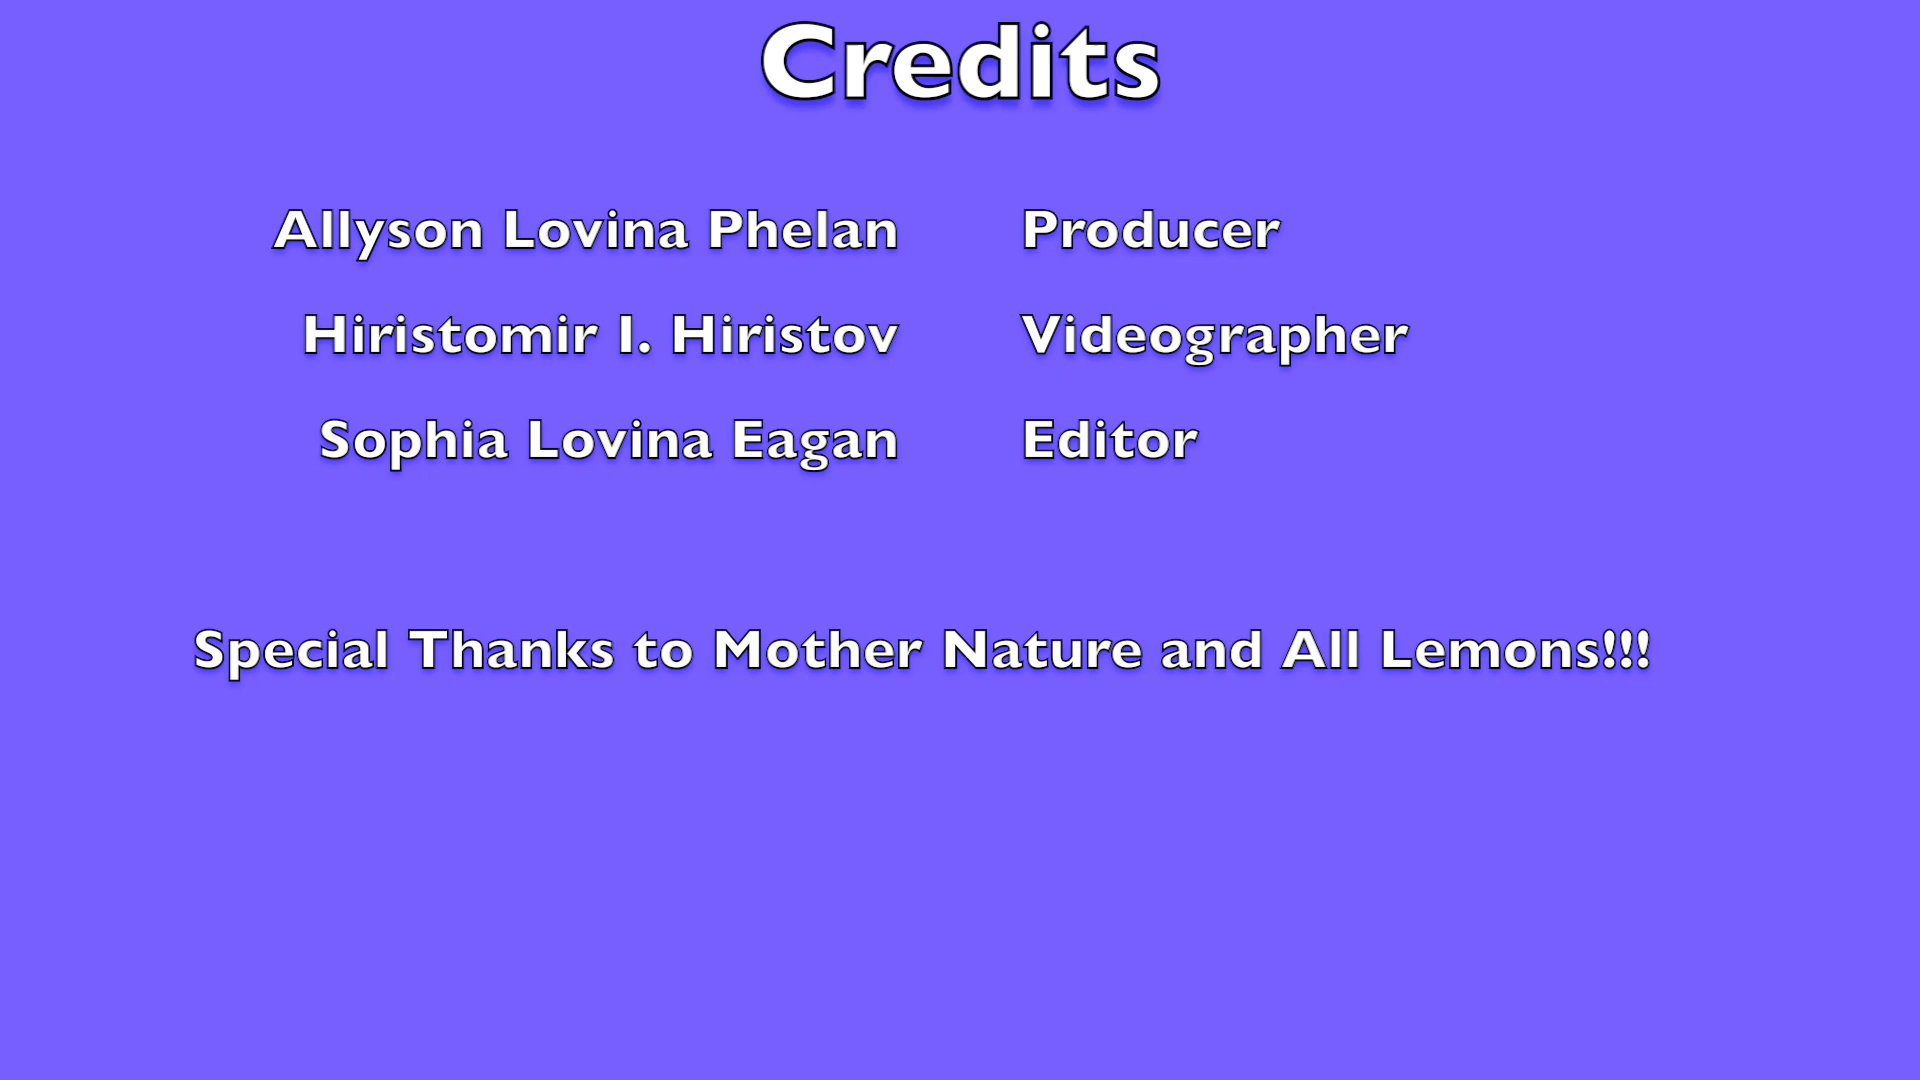 Credits
Allyson Lovina Phelan Producer
Hiristomir I. Hiristov Videographer
Sophia Lovina Eagan Editor
Special Thanks to Mother Nature and All Lemons!!!